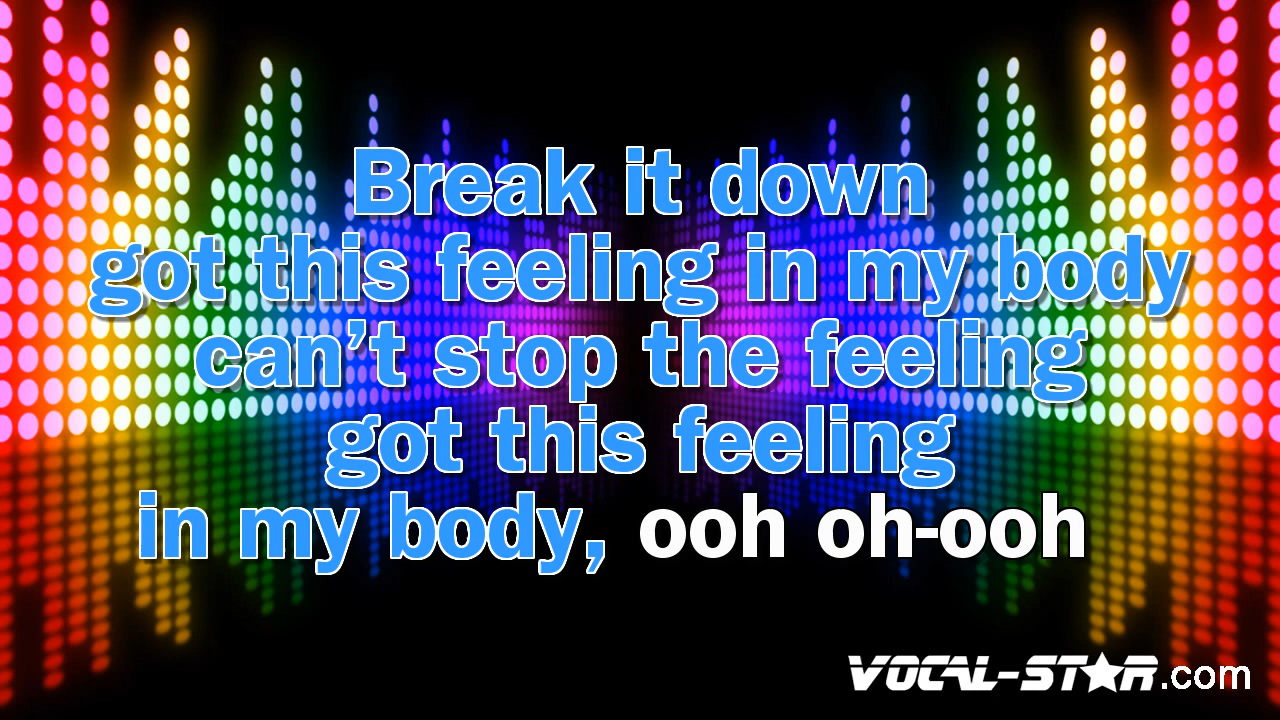 Break it down
got this feeling in my body
can't stop the feeling
got this feeling
in my body, ooh oh-ooh
VOCAL-STAR.com